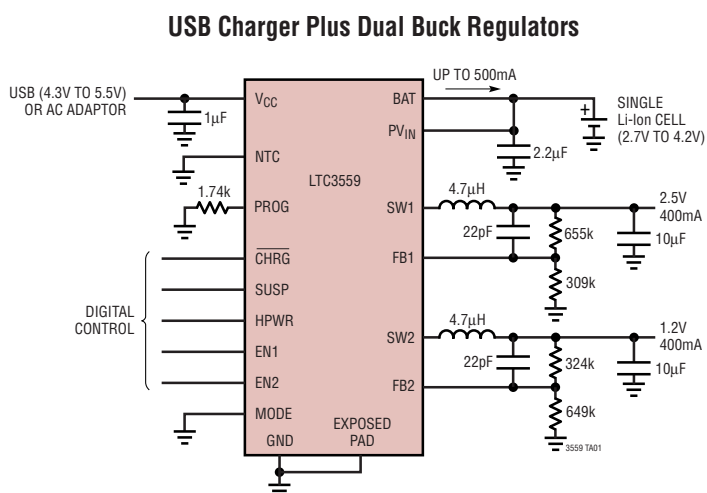 USB Charger Plus Dual Buck Regulators
USB (4.3V TO 5.5V)
OR AC ADAPTOR
1μF
VCC
NTC
1.74k
PROG
CHRG
SUSP
HPWR
EN1
EN2
MODE
DIGITAL
CONTROL
LTC3559
GND
EXPOSED
PAD
BAT
PVIN
SW1
FB1
SW2
FB2
UP TO 500mA
+
SINGLE
Li-Ion CELL
(2.7V TO 4.2V)
2.2μF
4.7μH
22pF
655k
309k
2.5V
400mA
10μF
4.7μH
22pF
324k
649k
1.2V
400mA
10μF
3559 TA01